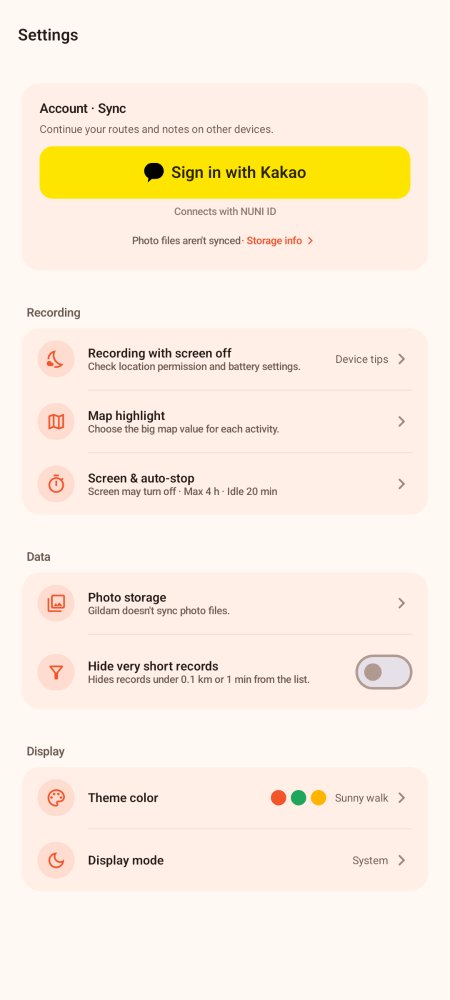 Settings
Account · Sync
Continue your routes and notes on other devices.
Sign in with Kakao
Connects with NUNI ID
Photo files aren't synced · Storage info
Recording
Recording with screen off
Check location permission and battery settings.
Device tips
Map highlight
Choose the big map value for each activity.
Screen & auto-stop
Screen may turn off · Max 4 h · Idle 20 min
Data
Photo storage
Gildam doesn't sync photo files.
Hide very short records
Hides records under 0.1 km or 1 min from the list.
Display
Theme color
Sunny walk
Display mode
System